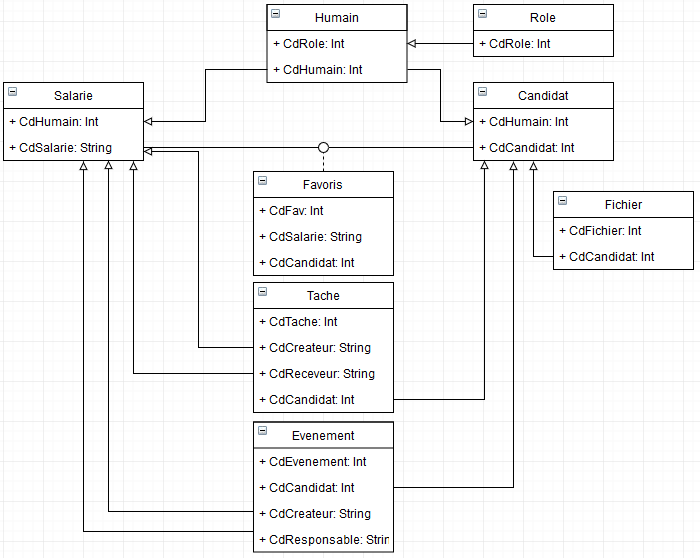 Humain
+ CdRole: Int
+ CdHumain: Int
Role
+ CdRole: Int
Salarie
+ CdHumain: Int
+ CdSalarie: String
Candidat
+ CdHumain: Int
+ CdCandidat: Int
Favoris
+ CdFav: Int
+ CdSalarie: String
+ CdCandidat: Int
Fichier
+ CdFichier: Int
+ CdCandidat: Int
Tache
+ CdTache: Int
+ CdCreateur: String
+ CdReceveur: String
+ CdCandidat: Int
Evenement
+ CdEvenement: Int
+ CdCandidat: Int
+ CdCreateur: String
+ CdResponsable: Strin